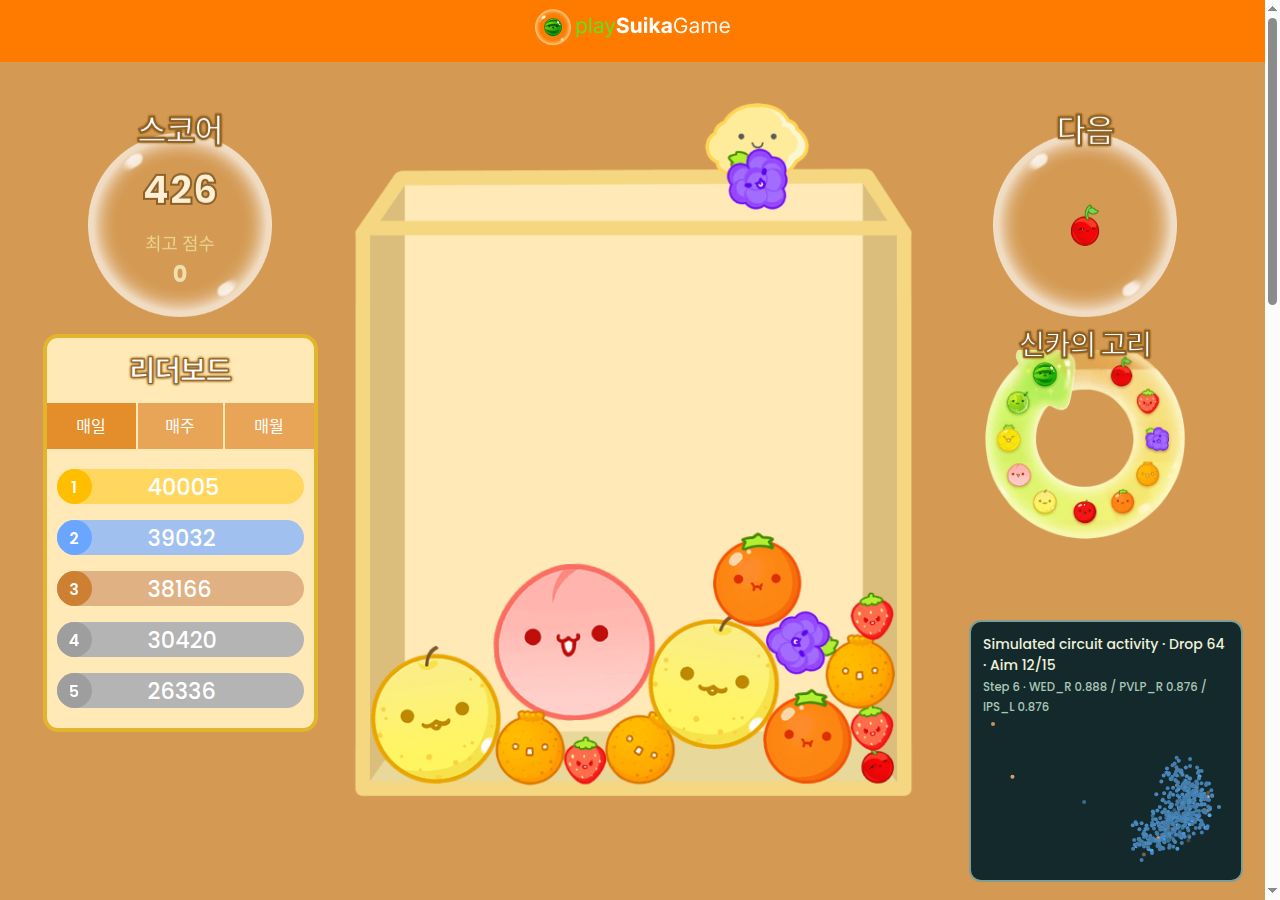 playSuikaGame
스코어
426
최고 점수
0
리더보드
매일 매주 매월
1 40005
2 39032
3 38166
4 30420
5 26336
다음
신카의 고리
Simulated circuit activity · Drop 64
· Aim 12/15
Step 6 · WED_R 0.888 / PVLP_R 0.876 /
IPS_L 0.876